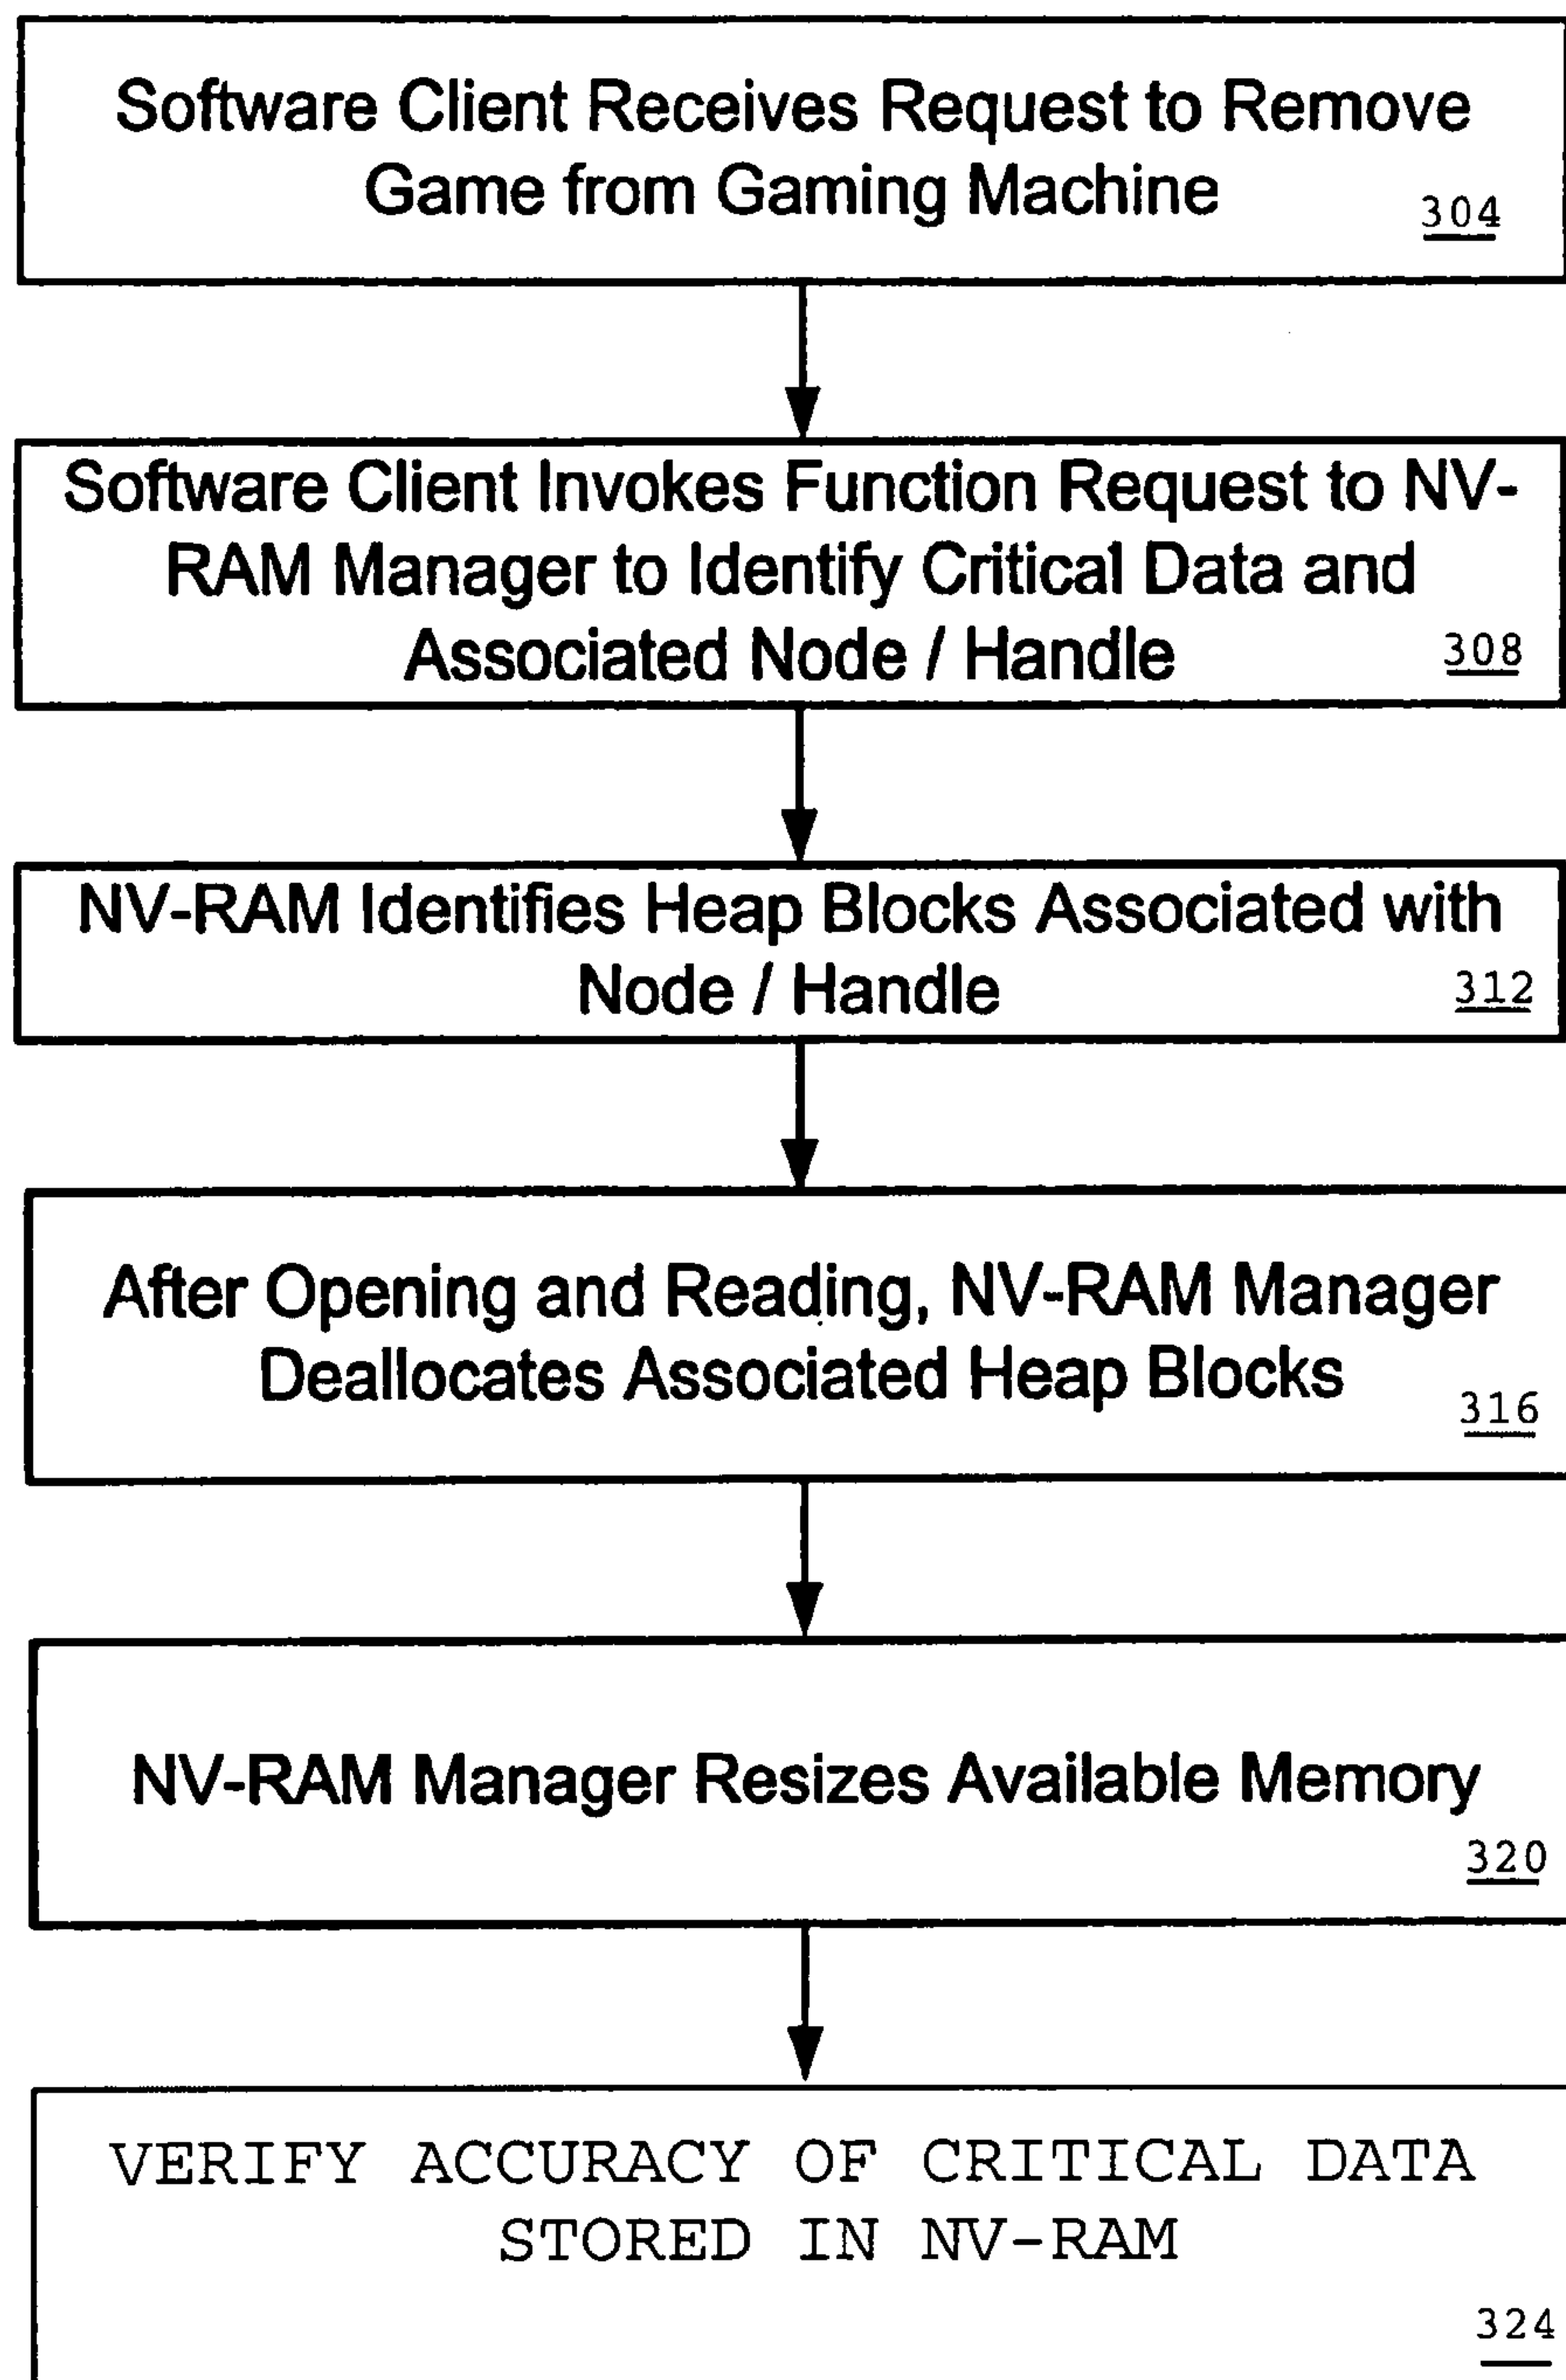 Software Client Receives Request to Remove
Game from Gaming Machine
304
Software Client Invokes Function Request to NV-
RAM Manager to Identify Critical Data and
Associated Node / Handle
308
NV-RAM Identifies Heap Blocks Associated with
Node / Handle
312
After Opening and Reading, NV-RAM Manager
Deallocates Associated Heap Blocks
316
NV-RAM Manager Resizes Available Memory
320
VERIFY ACCURACY OF CRITICAL DATA
STORED IN NV-RAM
324